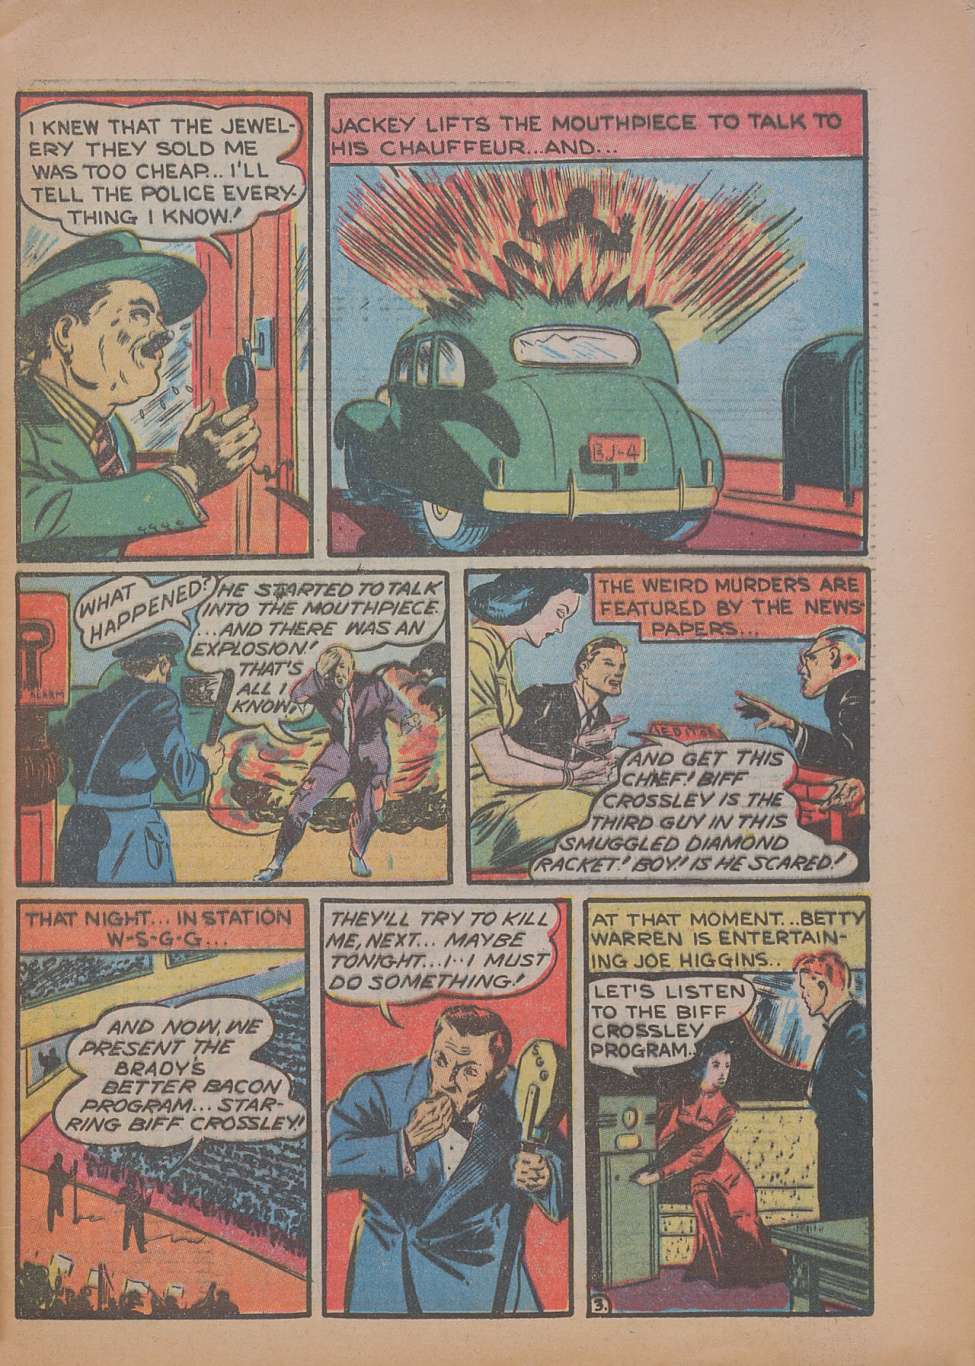 I KNEW THAT THE JEWEL-
ERY THEY SOLD ME
WAS TOO CHEAP... I'LL
TELL THE POLICE EVERY-
THING I KNOW!
JACKEY LIFTS THE MOUTHPIECE TO TALK TO
HIS CHAUFFEUR...AND...
BJ-4
WHAT
HAPPENED?
HE STARTED TO TALK
INTO THE MOUTHPIECE
...AND THERE WAS AN
EXPLOSION!
THAT'S
ALL I
KNOW.
ALARM
THE WEIRD MURDERS ARE
FEATURED BY THE NEWS-
PAPERS...
EDITOR
AND GET THIS
CHIEF! BIFF
CROSSLEY IS THE
THIRD GUY IN THIS
SMUGGLED DIAMOND
RACKET! BOY! IS HE SCARED!
THAT NIGHT... IN STATION
W-S-G-G...
AND NOW, WE
PRESENT THE
BRADY'S
BETTER BACON
PROGRAM... STAR-
RING BIFF CROSSLEY!
THEY'LL TRY TO KILL
ME, NEXT... MAYBE
TONIGHT...I..I MUST
DO SOMETHING!
SGG
AT THAT MOMENT...BETTY
WARREN IS ENTERTAIN-
ING JOE HIGGINS..
LET'S LISTEN
TO THE BIFF
CROSSLEY
PROGRAM..
3.